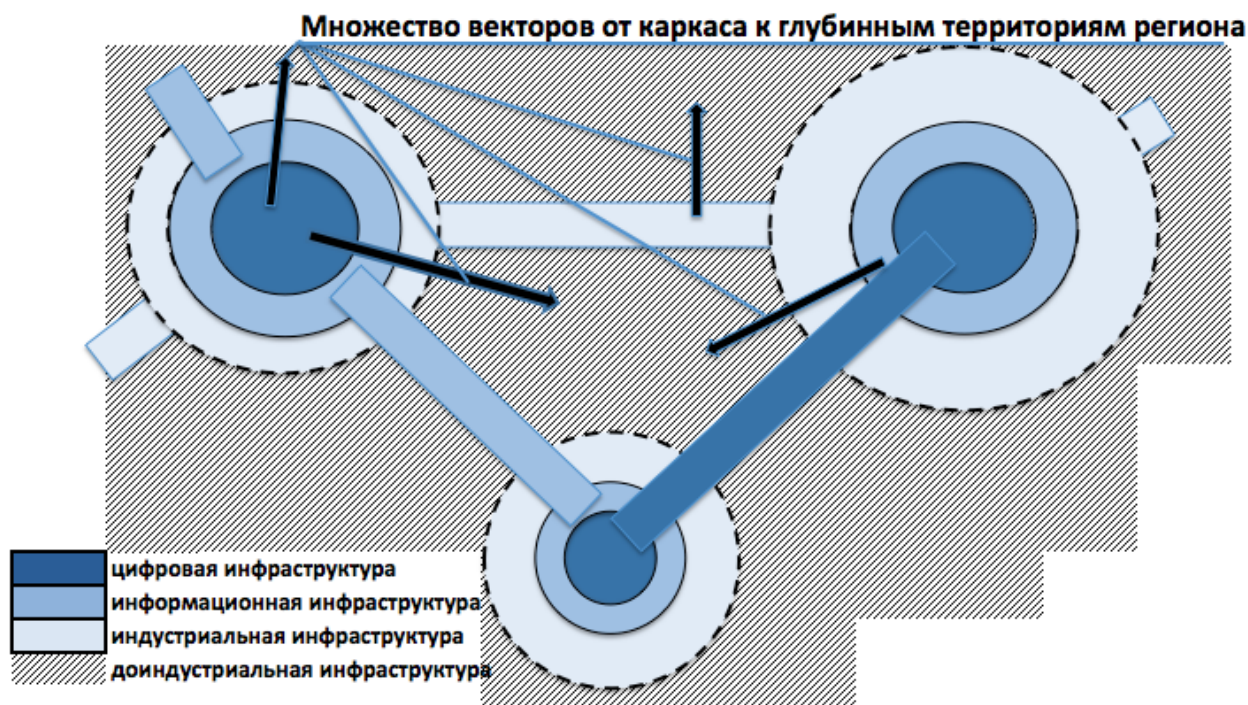 Множество векторов от каркаса к глубинным территориям региона
цифровая инфраструктура
информационная инфраструктура
индустриальная инфраструктура
доиндустриальная инфраструктура